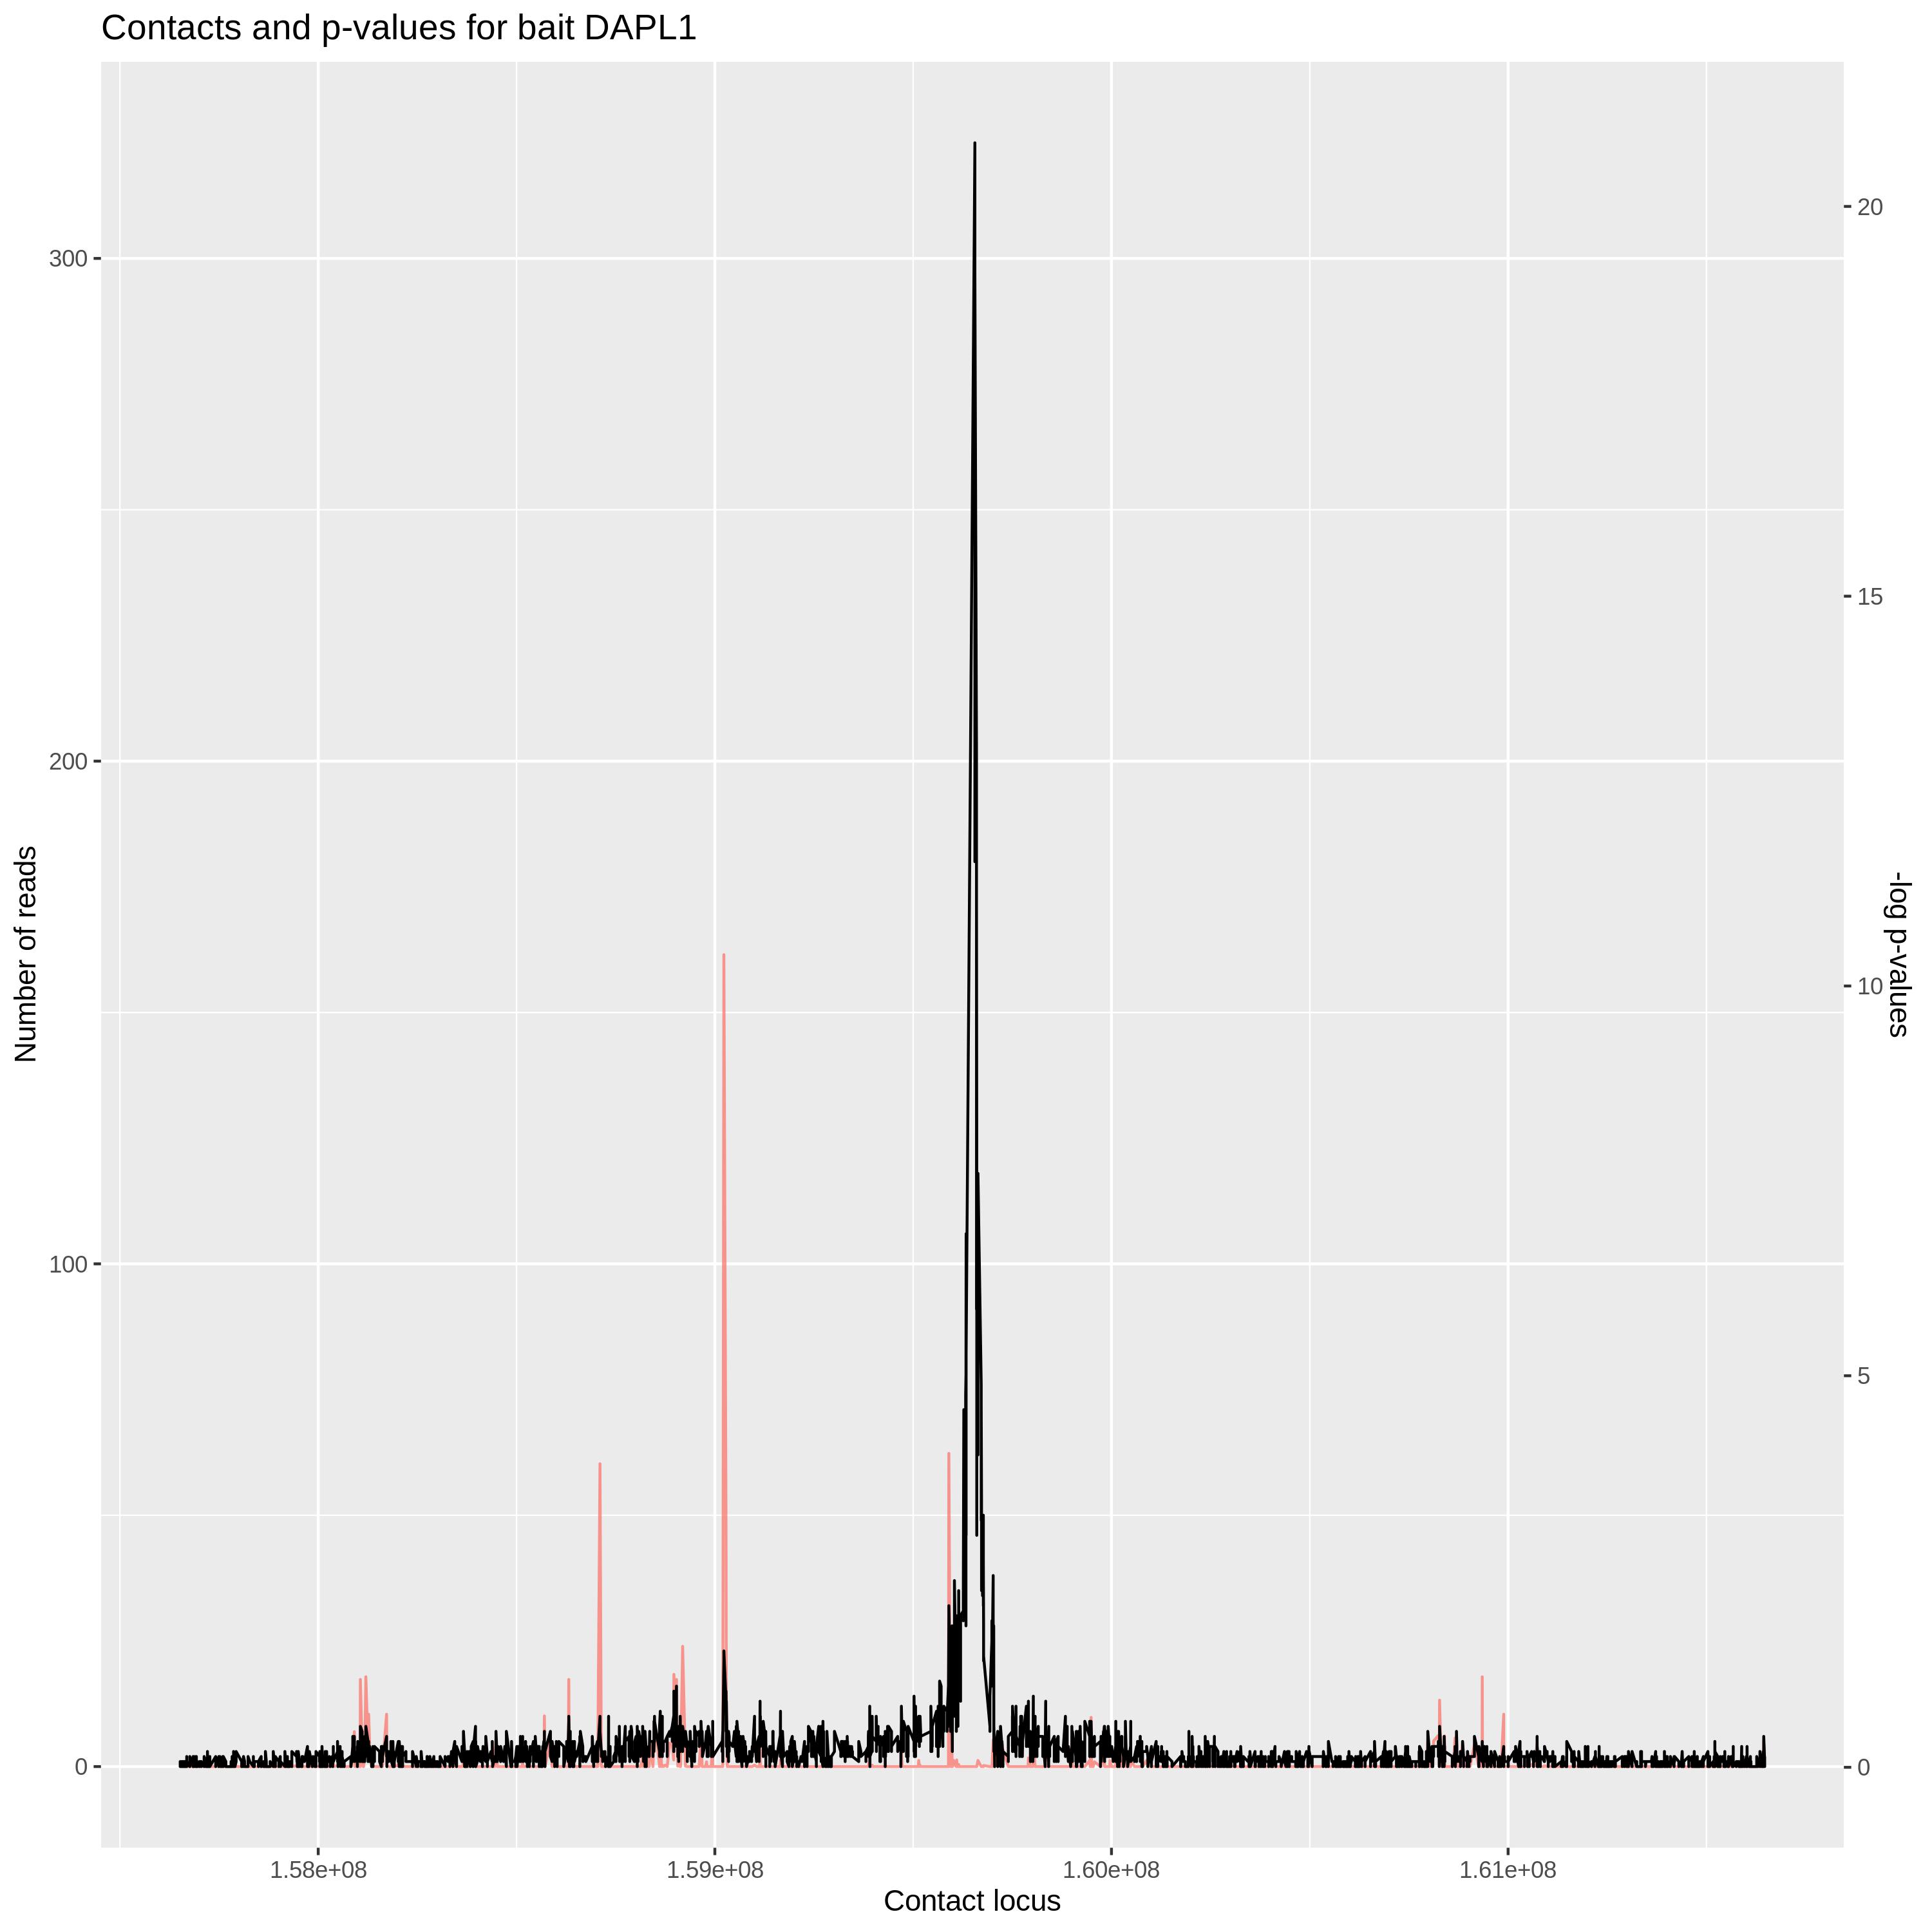 Contacts and p-values for bait DAPL1
300
200
100
0
Number of reads
20
15
10
5
0
-log p-values
1.58e+08
1.59e+08
1.60e+08
1.61e+08
Contact locus